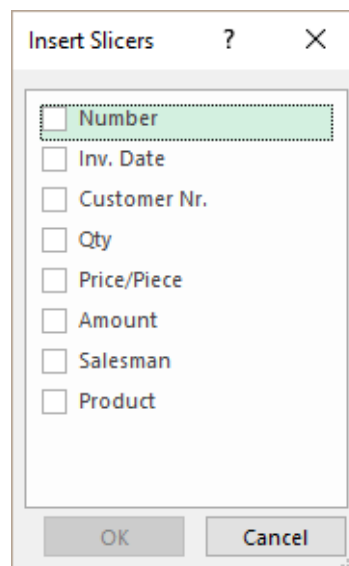 Insert Slicers ?
Number
Inv. Date
Customer Nr.
Qty
Price/Piece
Amount
Salesman
Product
OK Cancel